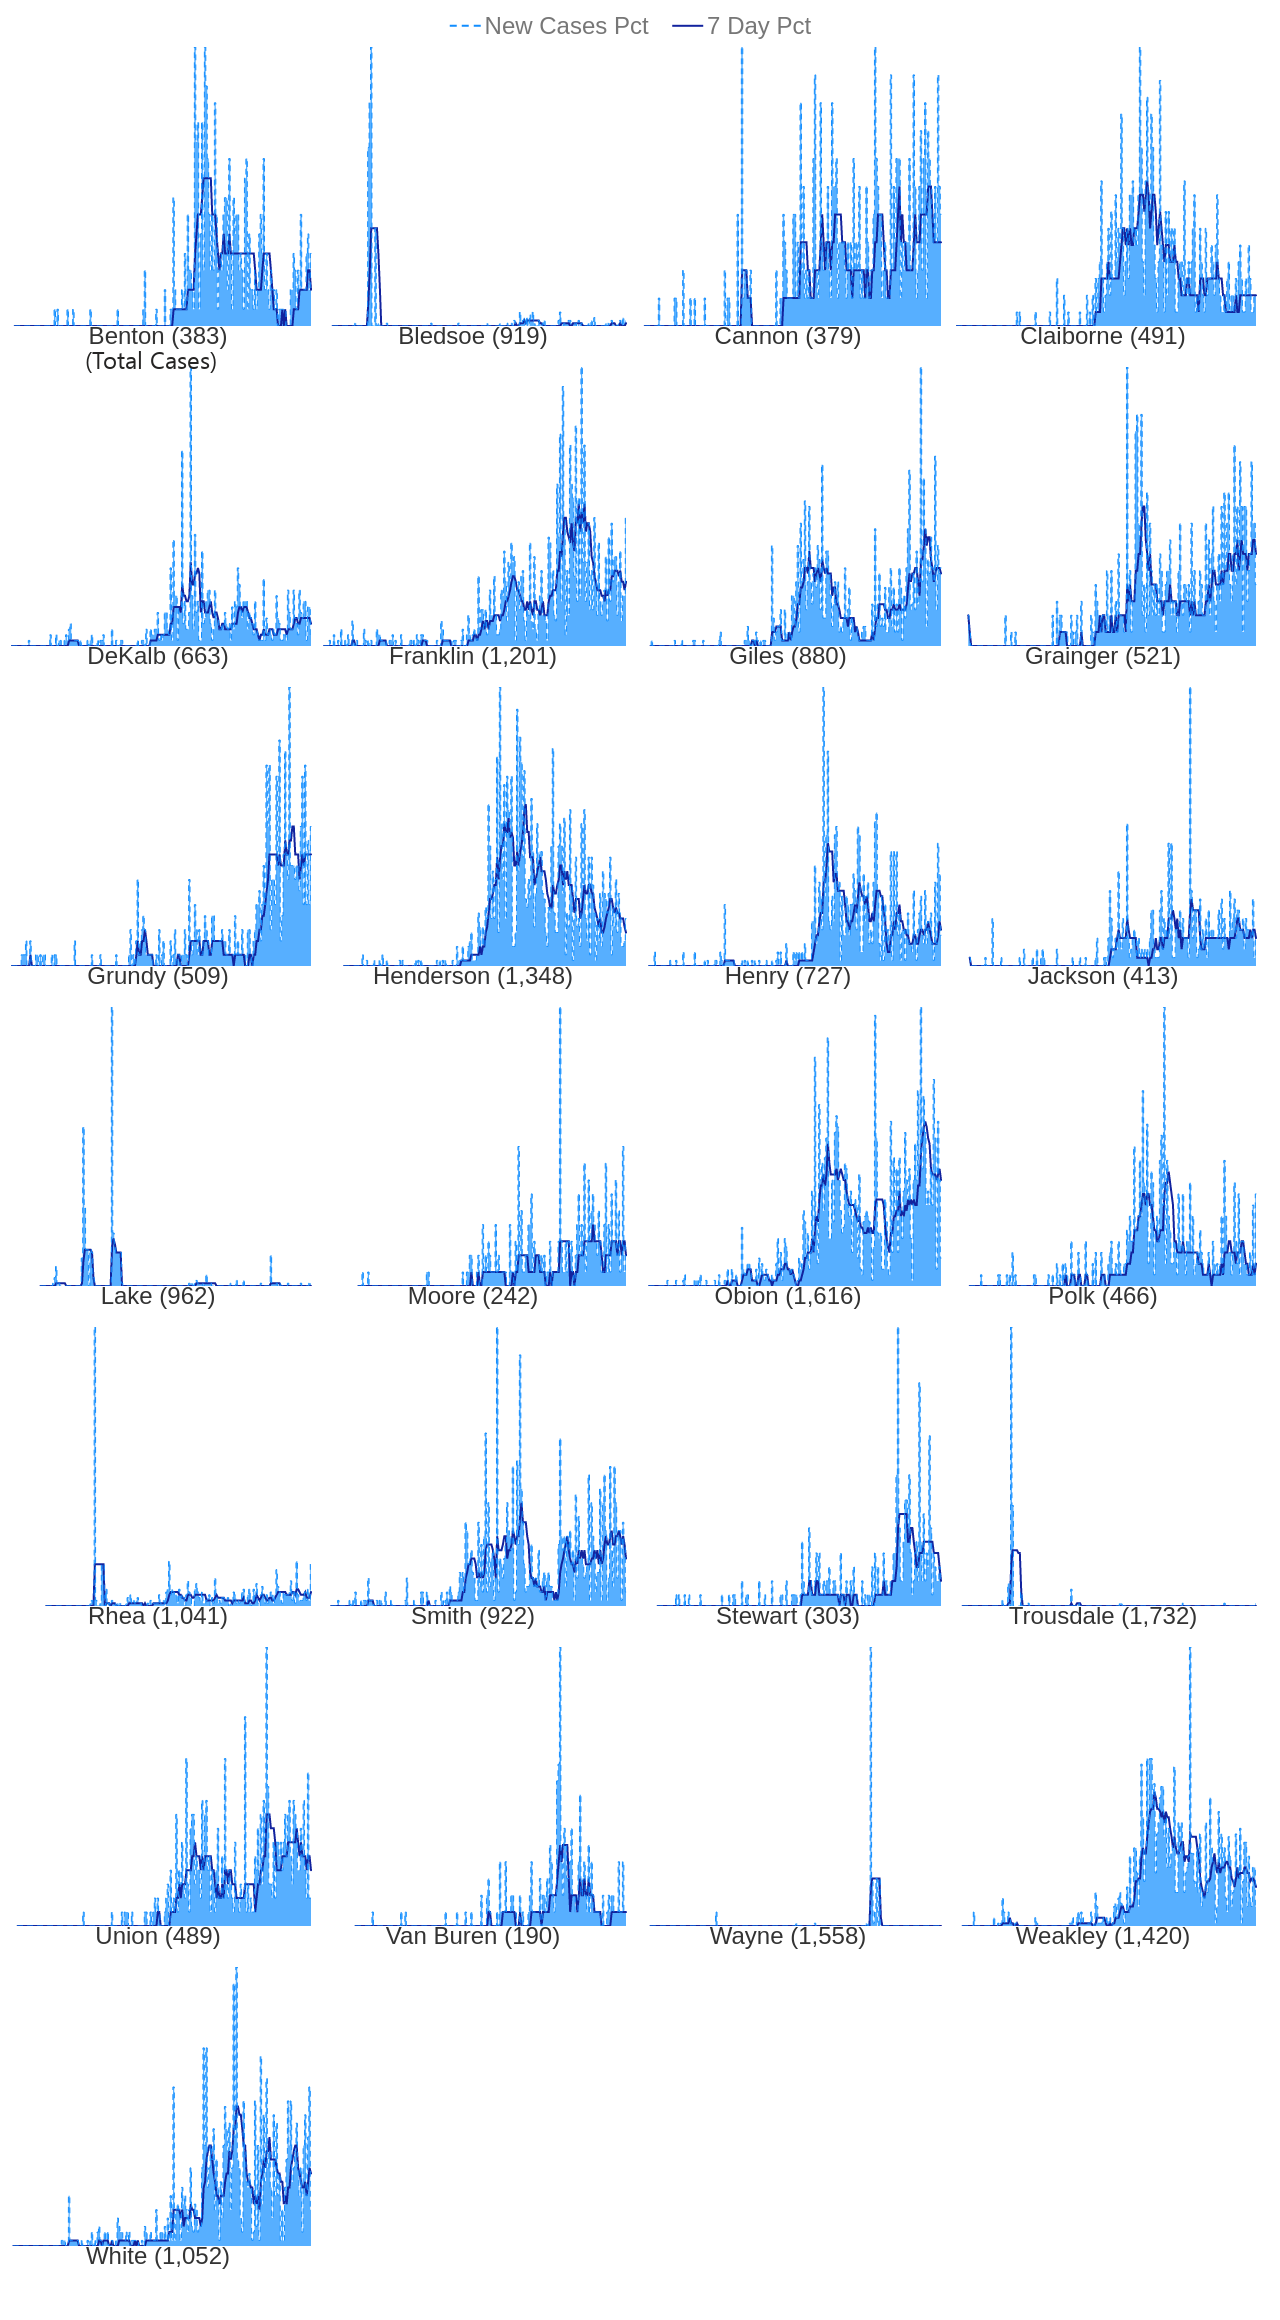 New Cases Pct 7 Day Pct
Benton (383) Bledsoe (919) Cannon (379) Claiborne (491)
(Total Cases)
DeKalb (663) Franklin (1,201) Giles (880) Grainger (521)
Grundy (509) Henderson (1,348) Henry (727) Jackson (413)
Lake (962) Moore (242) Obion (1,616) Polk (466)
Rhea (1,041) Smith (922) Stewart (303) Trousdale (1,732)
Union (489) Van Buren (190) Wayne (1,558) Weakley (1,420)
White (1,052)